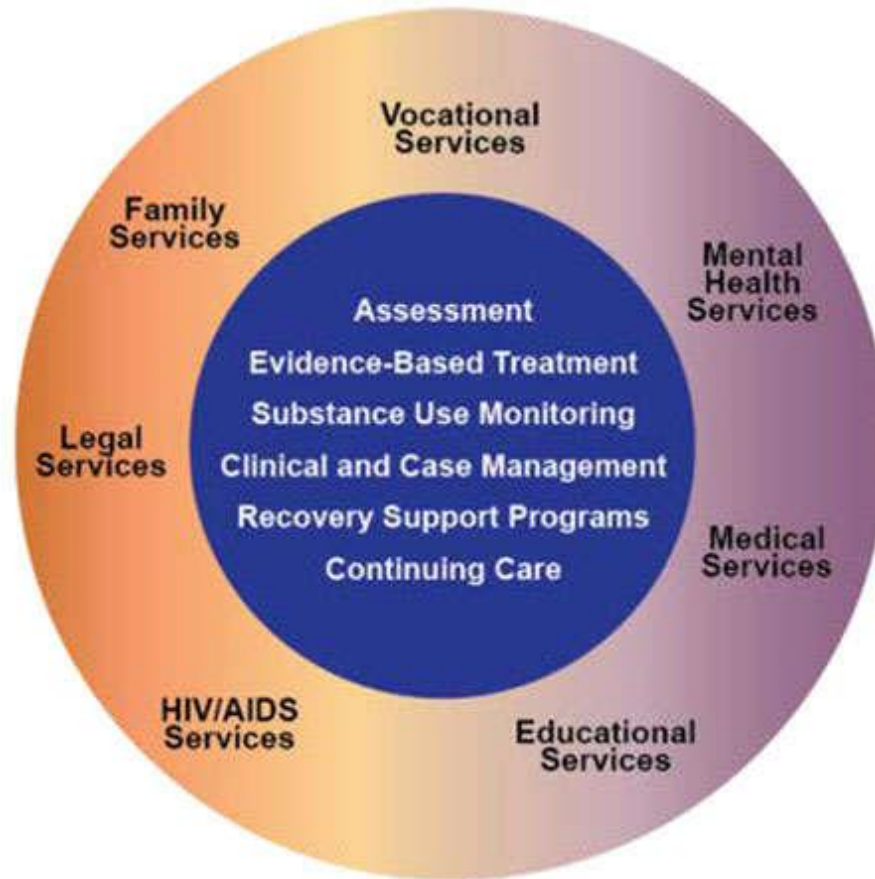 Vocational
Services
Family
Services
Mental
Health
Services
Assessment
Evidence-Based Treatment
Substance Use Monitoring
Clinical and Case Management
Recovery Support Programs
Continuing Care
Legal
Services
Medical
Services
HIV/AIDS
Services
Educational
Services